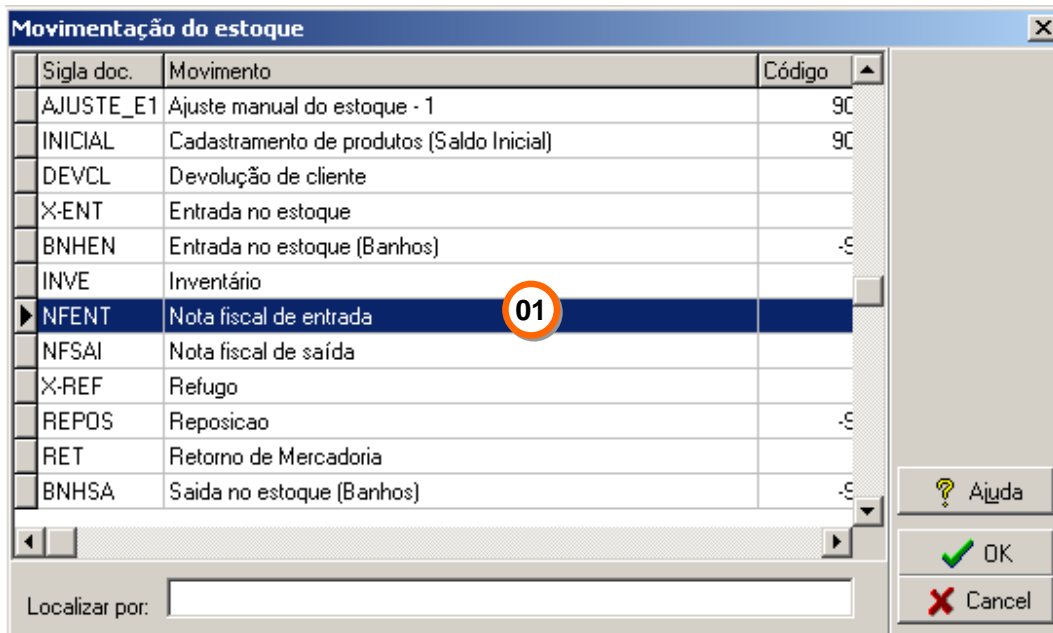 Movimentação do estoque
Sigla doc. Movimento Código
AJUSTE_E1 Ajuste manual do estoque - 1 90
INICIAL Cadastramento de produtos (Saldo Inicial) 90
DEVCL Devolução de cliente
X-ENT Entrada no estoque
BNHEN Entrada no estoque (Banhos)
INVE Inventário
NFENT Nota fiscal de entrada 01
NFSAI Nota fiscal de saída
X-REF Refugo
REPOS Reposicao
RET Retorno de Mercadoria
BNHSA Saida no estoque (Banhos)
Ajuda
OK
Localizar por:
Cancel